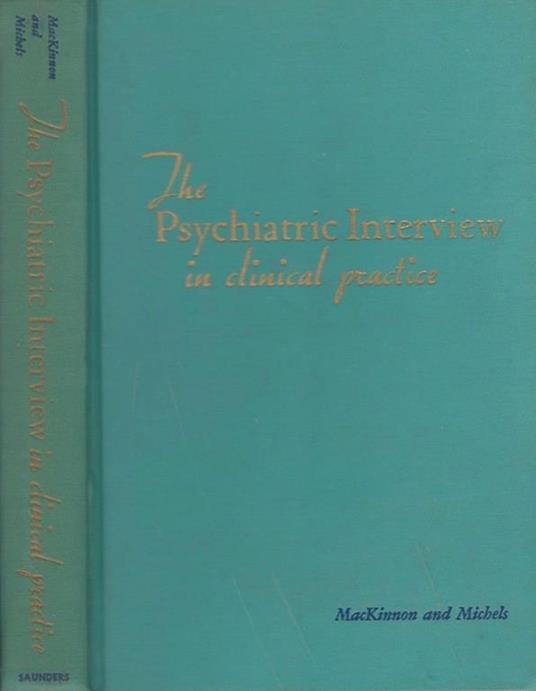 MacKinnon
and
Michels
The Psychiatric Interview in clinical practice
SAUNDERS
The
Psychiatric Interview
in clinical practice
MacKinnon and Michels